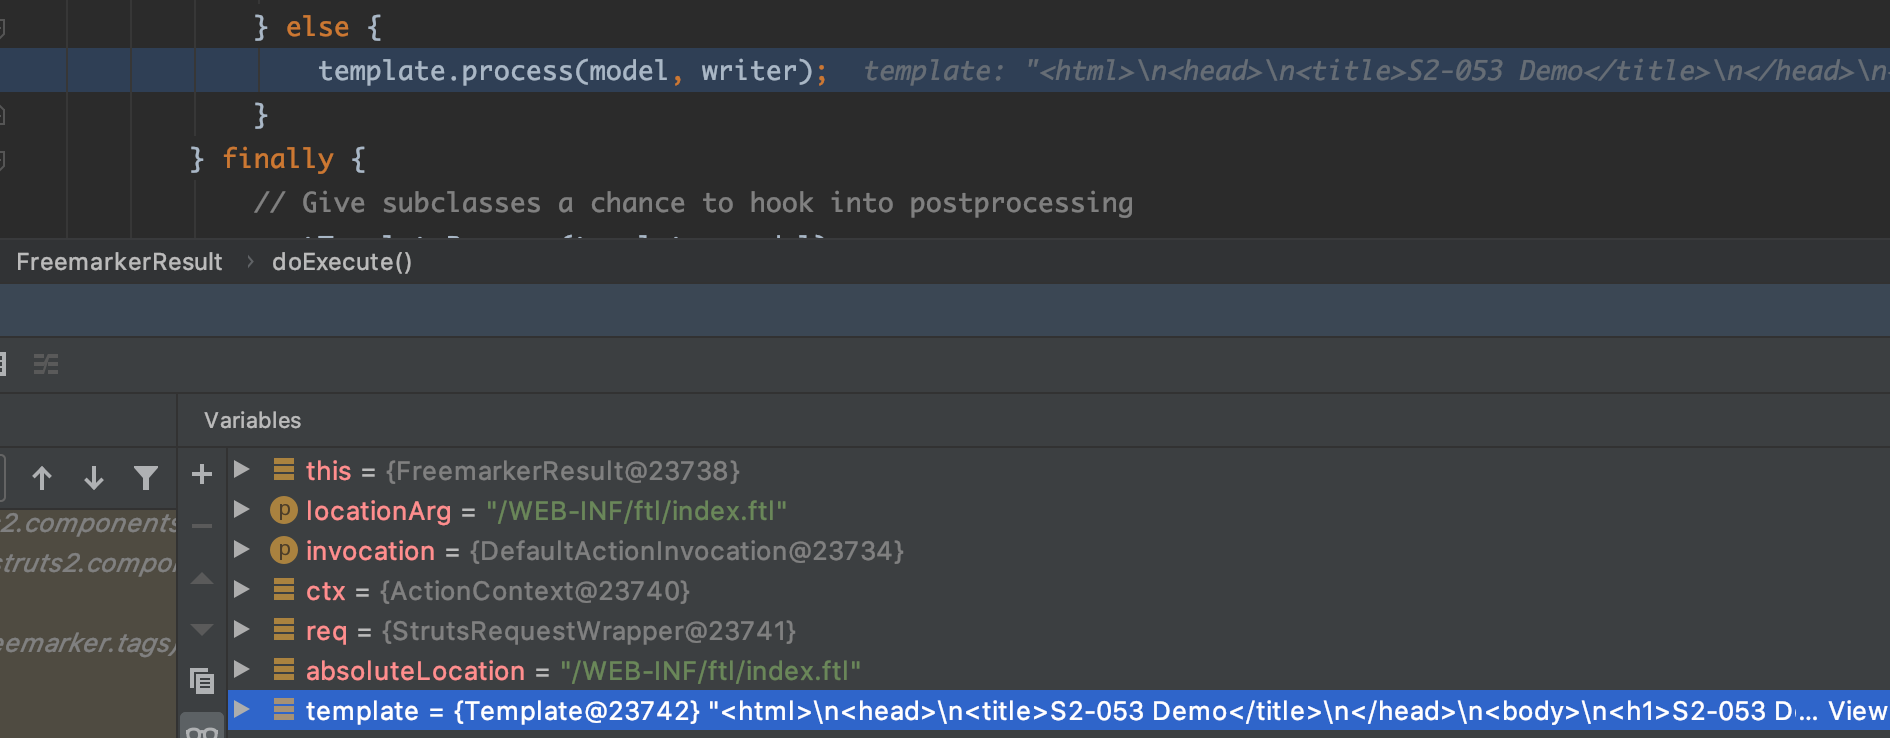 } else {
template.process(model, writer); template: "<html>\n<head>\n<title>S2-053 Demo</title>\n</head>\n
}
} finally {
// Give subclasses a chance to hook into postprocessing
FreemarkerResult › doExecute()
Variables
this = {FreemarkerResult@23738}
locationArg = "/WEB-INF/ftl/index.ftl"
s2.components
p invocation = {DefaultActionInvocation@23734}
struts2.compo
ctx = {ActionContext@23740}
req = {StrutsRequestWrapper@23741}
eemarker.tags/
absoluteLocation = "/WEB-INF/ftl/index.ftl"
template = {Template@23742} "<html>\n<head>\n<title>S2-053 Demo</title>\n</head>\n<body>\n<h1>S2-053 D... View